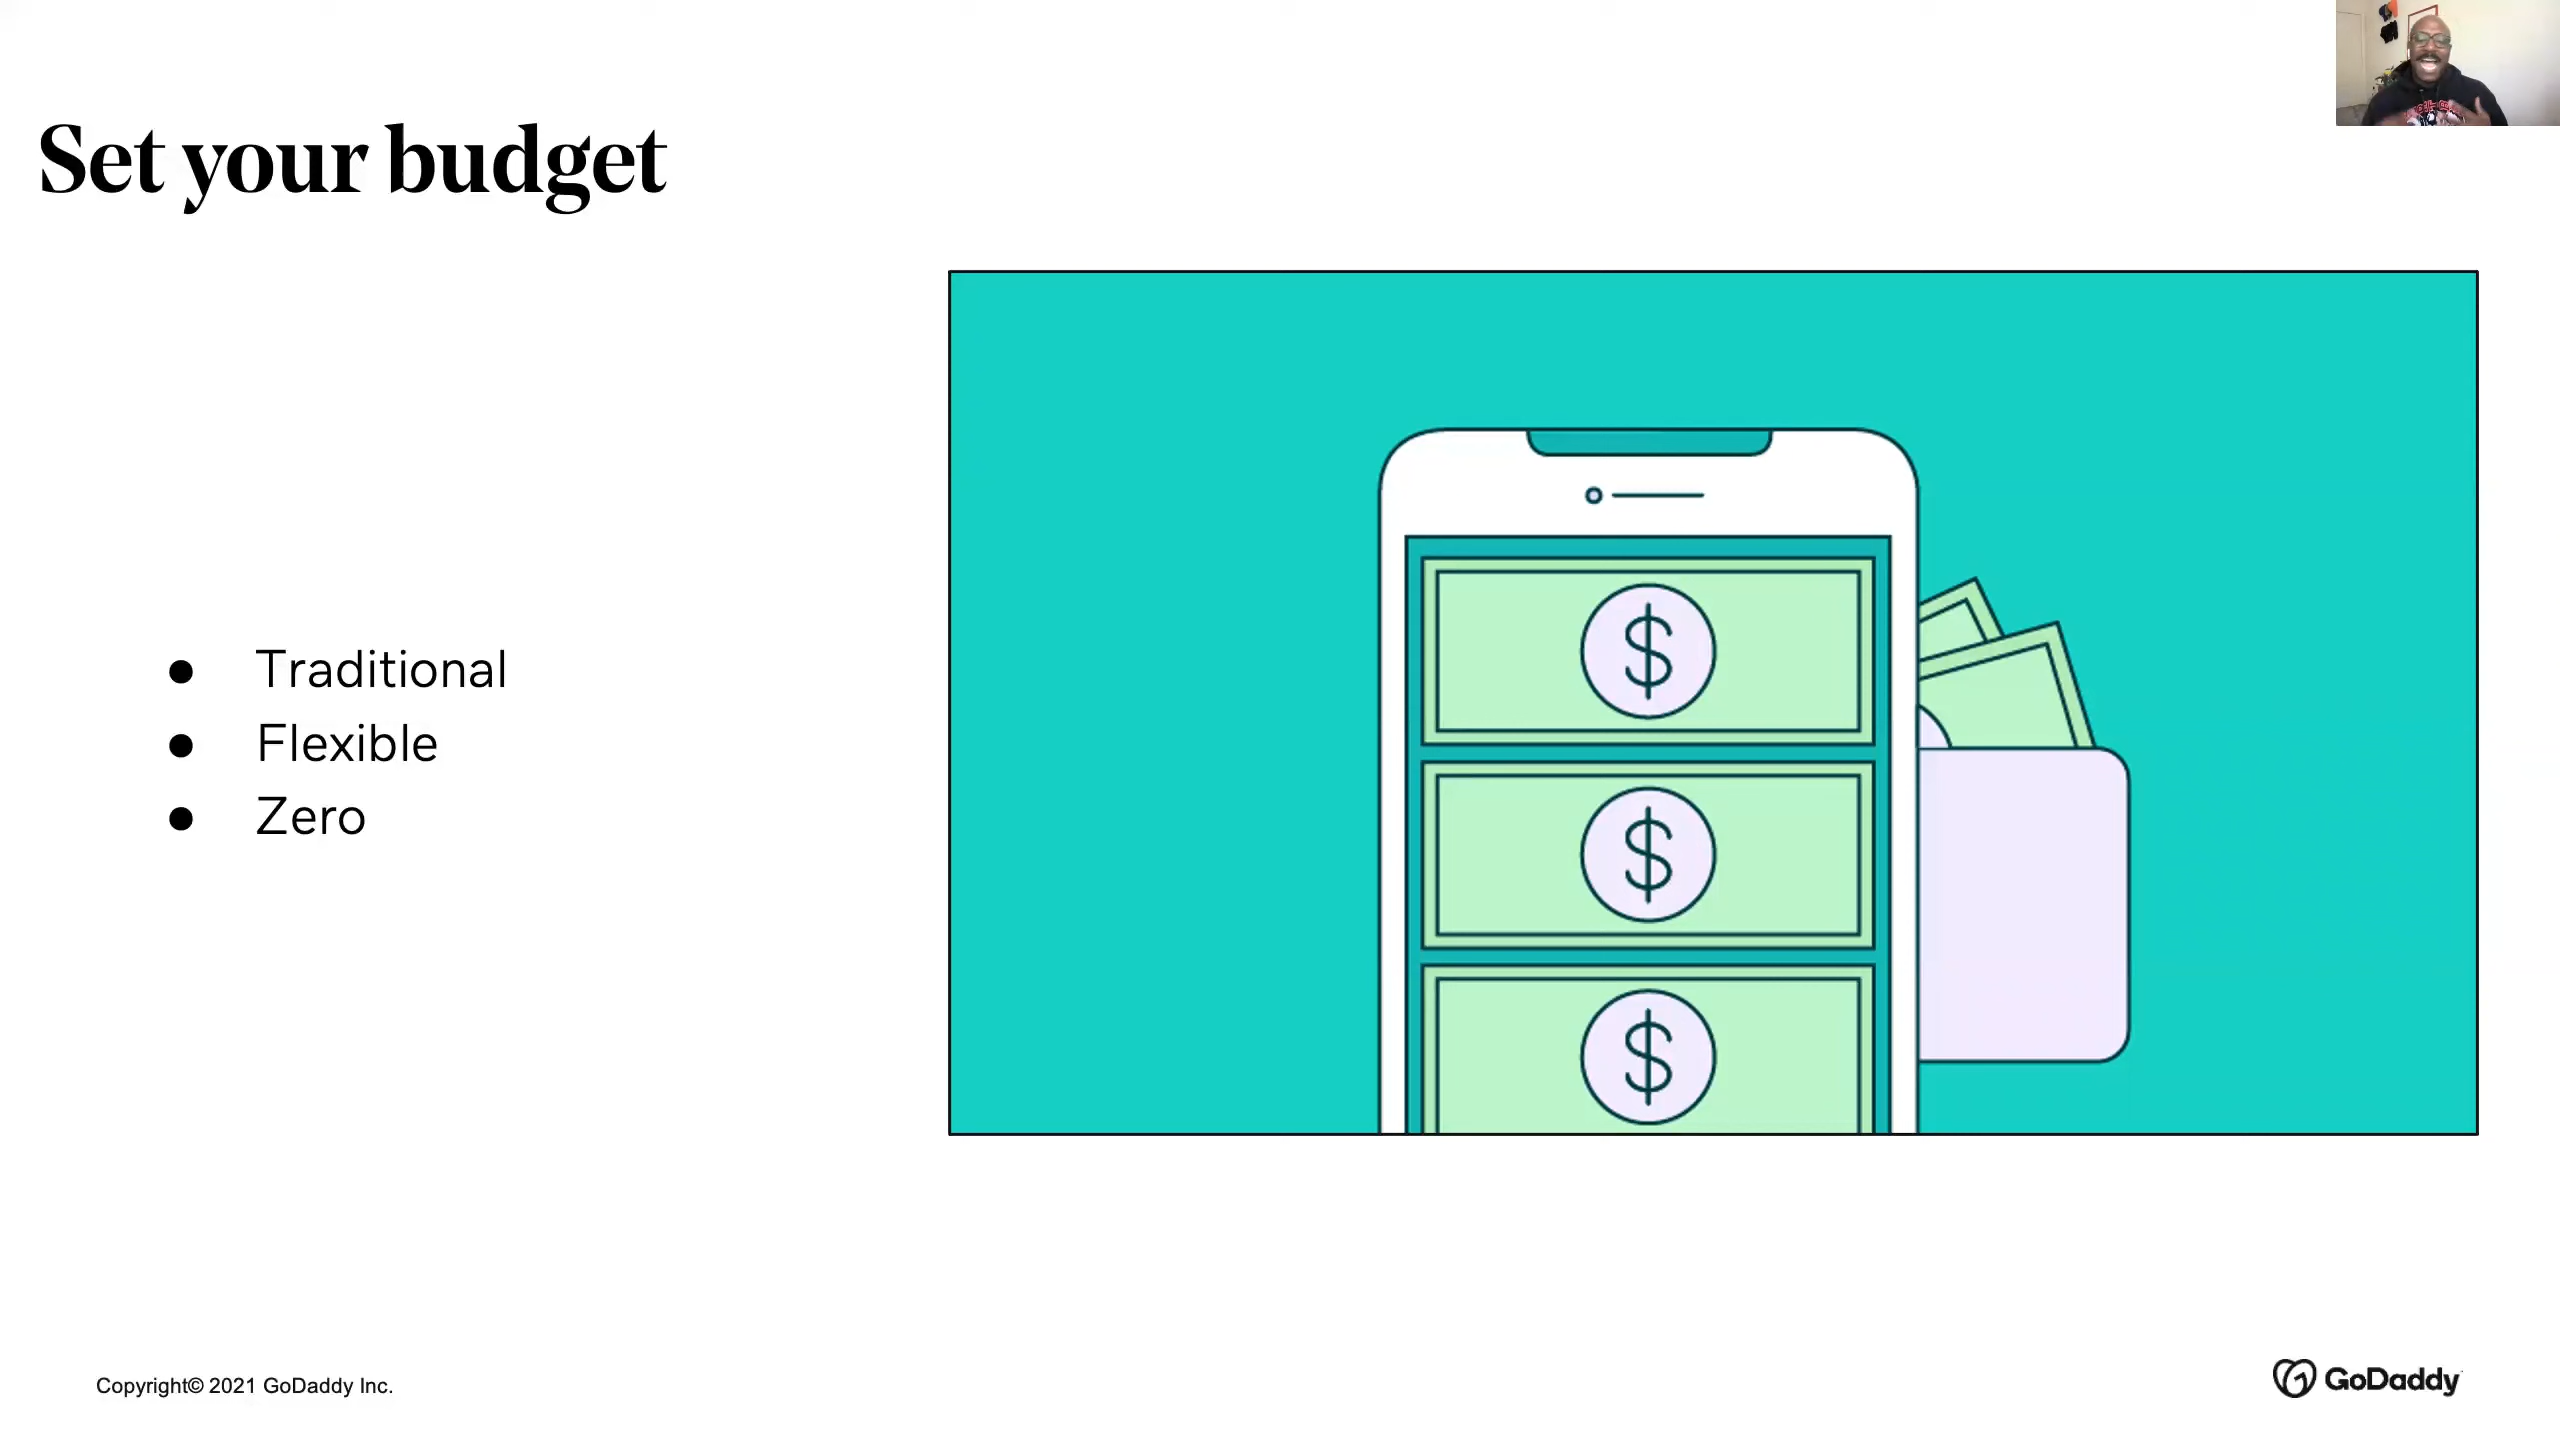 Set your budget
● Traditional
● Flexible
● Zero
$
$
$
Copyright© 2021 GoDaddy Inc.
GoDaddy